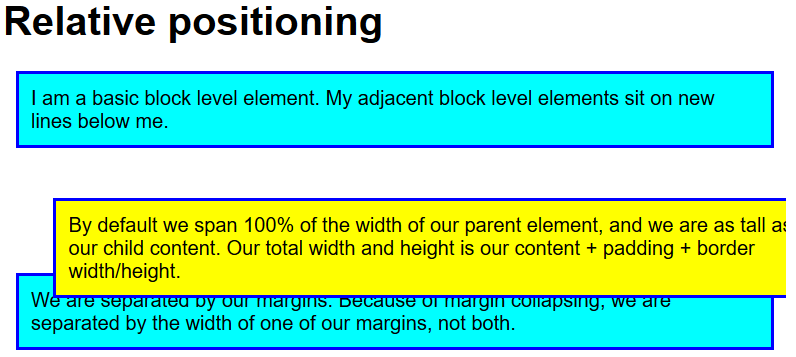 Relative positioning
I am a basic block level element. My adjacent block level elements sit on new
lines below me.
By default we span 100% of the width of our parent element, and we are as tall as
our child content. Our total width and height is our content + padding + border
width/height.
We are separated by our margins. Because of margin collapsing, we are
separated by the width of one of our margins, not both.